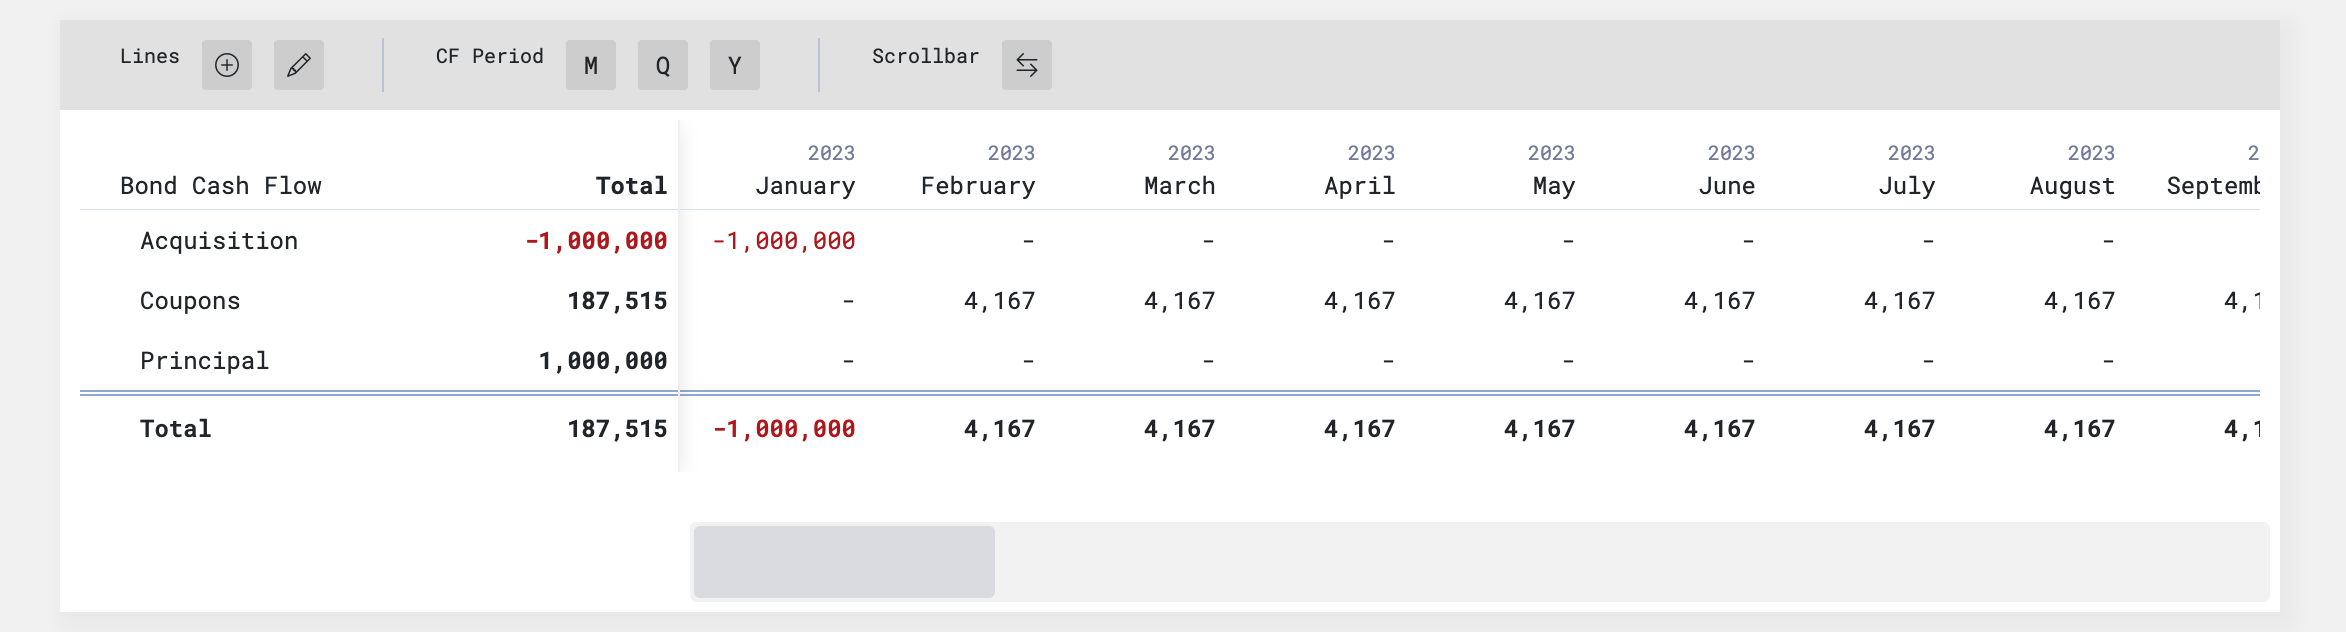 Lines CF Period M Q Y Scrollbar
2023 2023 2023 2023 2023 2023 2023 2023 2
Bond Cash Flow Total January February March April May June July August Septemb
Acquisition -1,000,000 -1,000,000 - - - - - - -
Coupons 187,515 - 4,167 4,167 4,167 4,167 4,167 4,167 4,167 4,1
Principal 1,000,000 - - - - - - - -
Total 187,515 -1,000,000 4,167 4,167 4,167 4,167 4,167 4,167 4,167 4,1